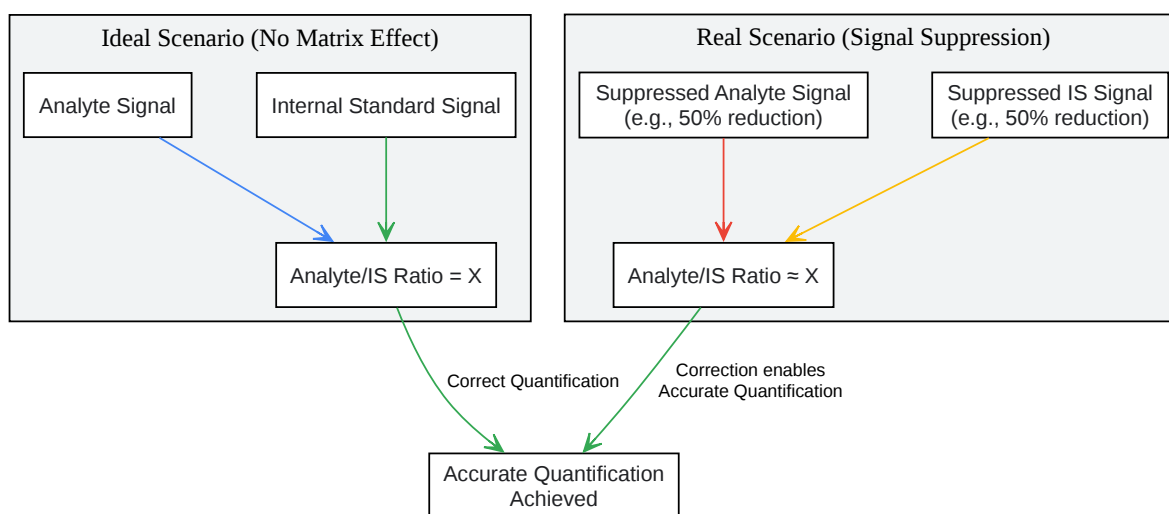 Ideal Scenario (No Matrix Effect)
Analyte Signal
Internal Standard Signal
Analyte/IS Ratio = X
Real Scenario (Signal Suppression)
Suppressed Analyte Signal
(e.g., 50% reduction)
Suppressed IS Signal
(e.g., 50% reduction)
Analyte/IS Ratio ≈ X
Correct Quantification
Correction enables
Accurate Quantification
Accurate Quantification
Achieved